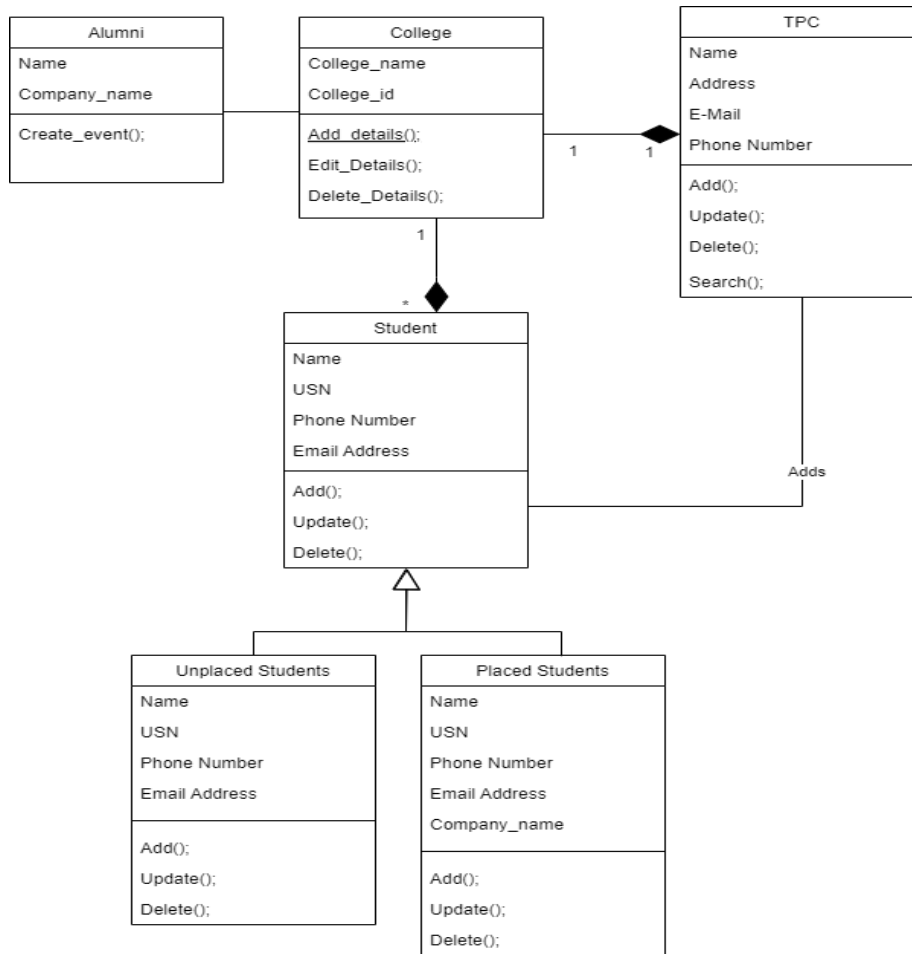 Alumni
Name
Company_name
Create_event();
College
College_name
College_id
Add_details();
Edit_Details();
Delete_Details();
TPC
Name
Address
E-Mail
Phone Number
Add();
Update();
Delete();
Search();
1
1
1
*
Student
Name
USN
Phone Number
Email Address
Add();
Update();
Delete();
Adds
Unplaced Students
Name
USN
Phone Number
Email Address
Add();
Update();
Delete();
Placed Students
Name
USN
Phone Number
Email Address
Company_name
Add();
Update();
Delete();